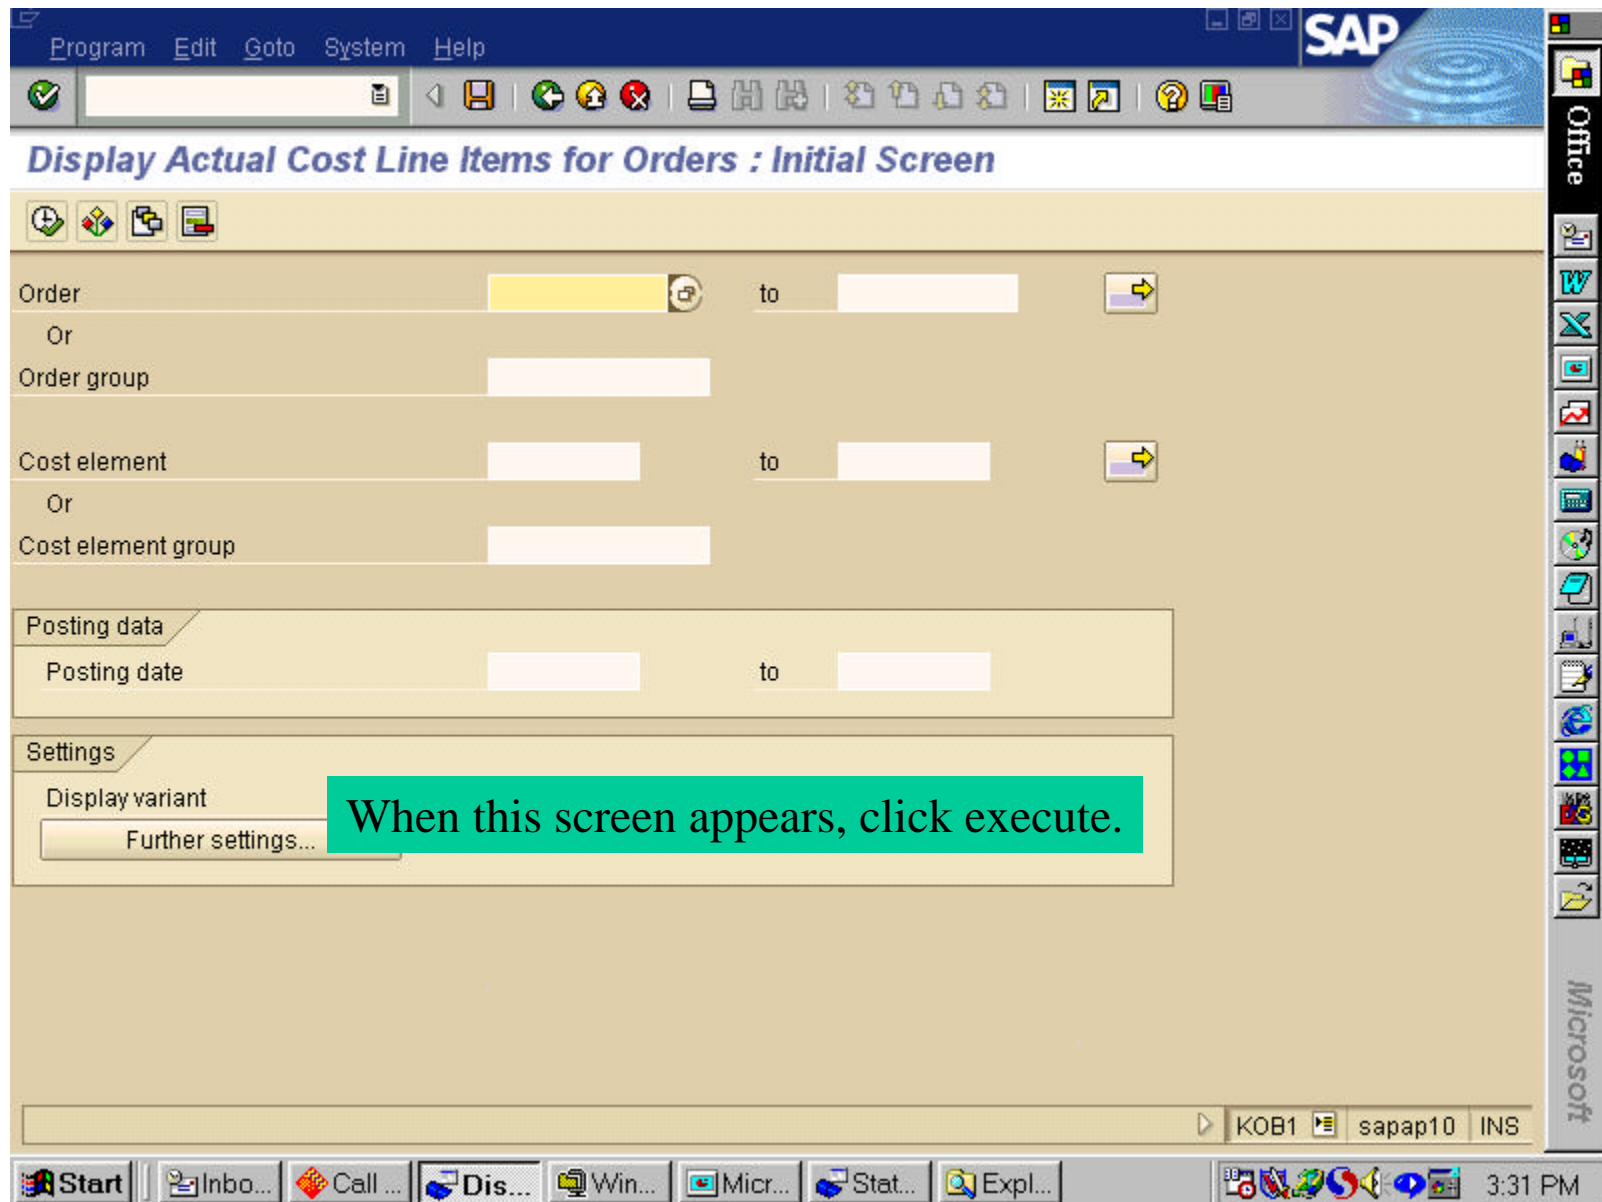 Program Edit Goto System Help
SAP
Display Actual Cost Line Items for Orders : Initial Screen
Order to
Or
Order group
Cost element to
Or
Cost element group
Posting data
Posting date to
Settings
Display variant
Further settings...
When this screen appears, click execute.
KOB1 sapap10 INS
Start Inbo... Call ... Dis... Win... Micr... Stat... Expl... 3:31 PM
Office
Microsoft